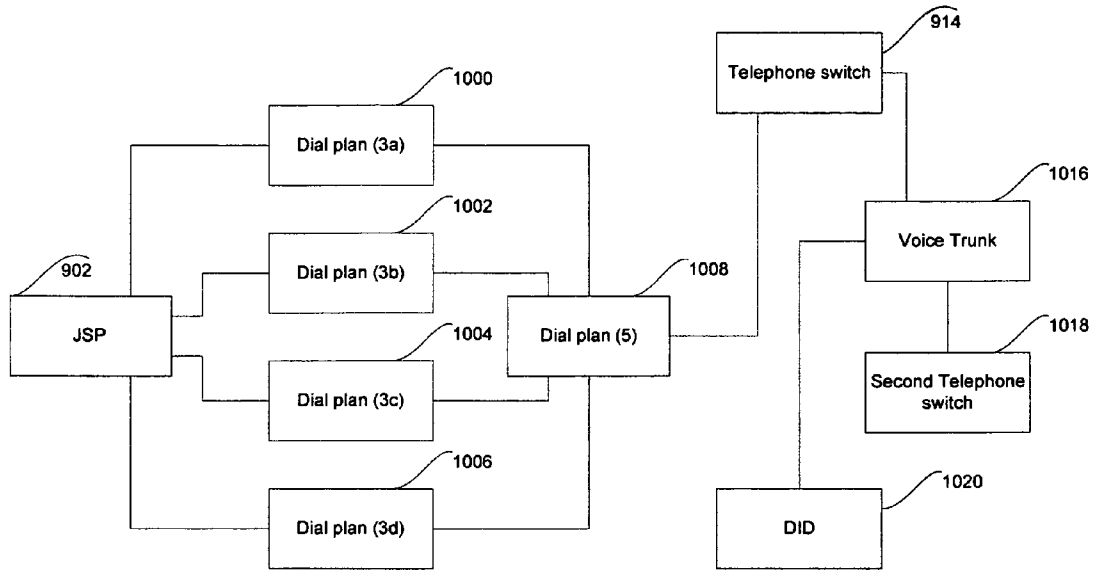 914
Telephone switch
1000
Dial plan (3a)
1002
Dial plan (3b)
1016
Voice Trunk
902
JSP
1008
Dial plan (5)
1004
Dial plan (3c)
1018
Second Telephone
switch
1006
Dial plan (3d)
1020
DID